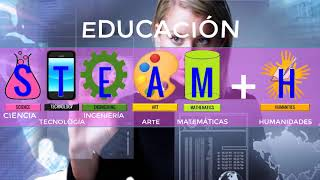 EDUCACIÓN
S T E A M + H
SCIENCE TECHNOLOGY ENGINEERING ART MATHEMATICS HUMANITIES
CIENCIA TECNOLOGÍA INGENIERÍA ARTE MATEMÁTICAS HUMANIDADES